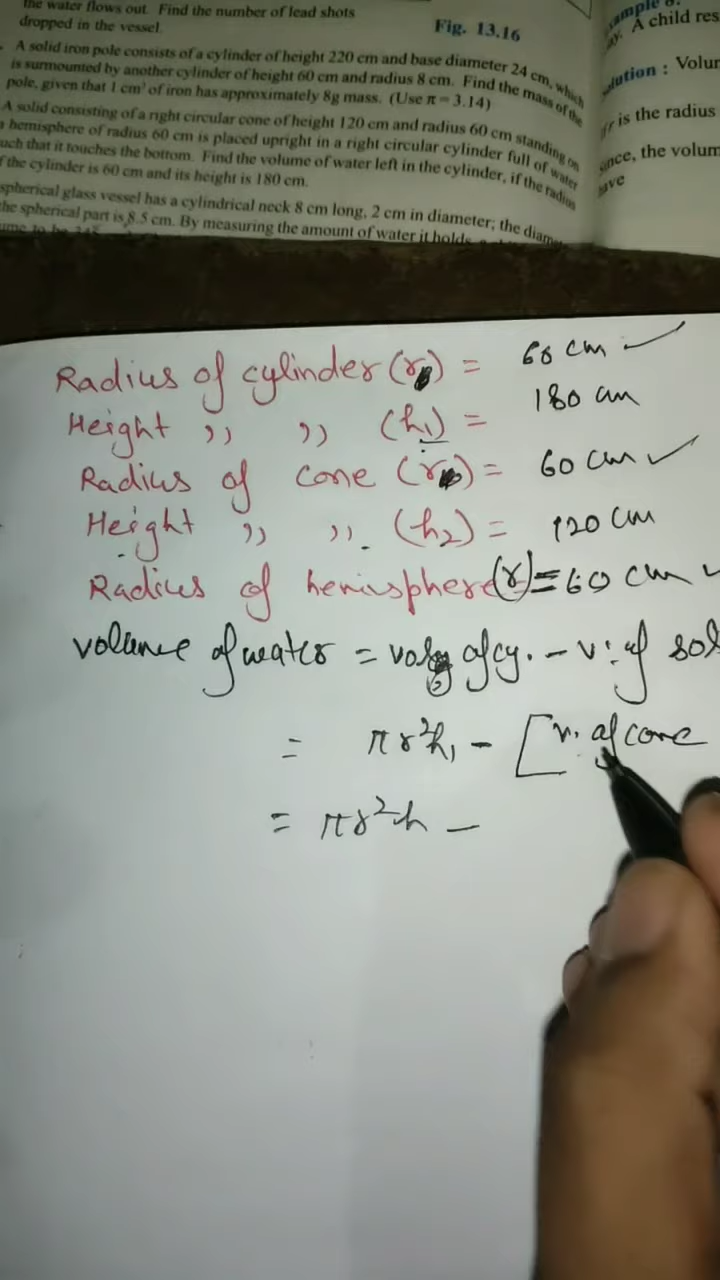 the water flows out. Find the number of lead shots
dropped in the vessel.
Fig. 13.16
A solid iron pole consists of a cylinder of height 220 cm and base diameter 24 cm, which
is surmounted by another cylinder of height 60 cm and radius 8 cm. Find the mass of the
pole, given that 1 cm³ of iron has approximately 8g mass. (Use π = 3.14)
A solid consisting of a right circular cone of height 120 cm and radius 60 cm standing on
a hemisphere of radius 60 cm is placed upright in a right circular cylinder full of water
such that it touches the bottom. Find the volume of water left in the cylinder, if the radius
of the cylinder is 60 cm and its height is 180 cm.
spherical glass vessel has a cylindrical neck 8 cm long, 2 cm in diameter; the diam
the spherical part is 8.5 cm. By measuring the amount of water it holds,
A child res
lution : Volur
r is the radius
ince, the volum
have
Radius of cylinder (r) = 60 cm ✓
Height ,, ,, (h₁) = 180 cm
Radius of cone (r) = 60 cm ✓
Height ,, ,, (h₂) = 120 cm
Radius of hemisphere (r) = 60 cm
volume of water = vol of cy. - v. of sol
= πr²h₁ - [v. of cone
= πr²h -